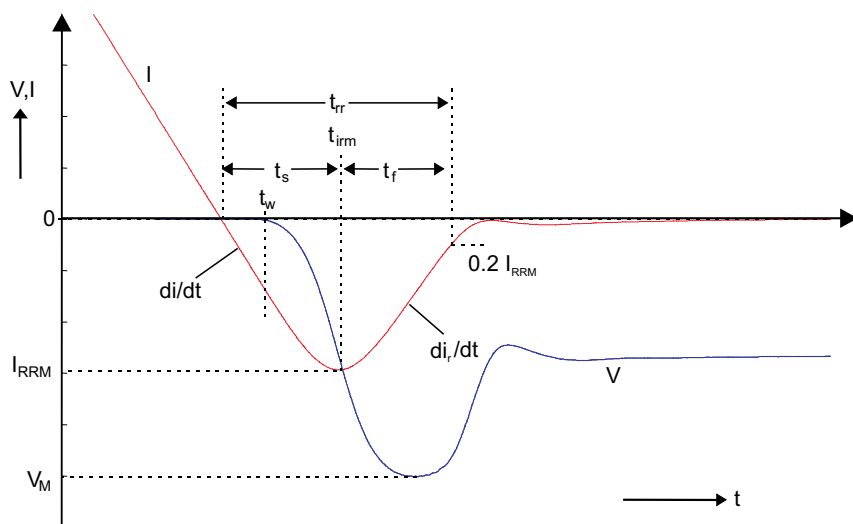 I
V,I
t_rr
t_irm
t_s
t_f
t_w
0
0.2 I_RRM
di/dt
di_r/dt
I_RRM
V
V_M
t